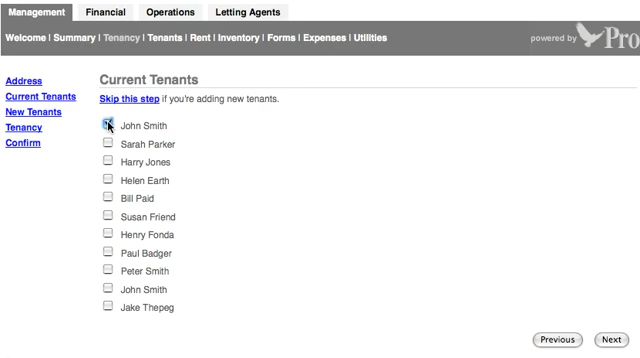 Management Financial Operations Letting Agents
Welcome | Summary | Tenancy | Tenants | Rent | Inventory | Forms | Expenses | Utilities
powered by Pro
Address
Current Tenants
New Tenants
Tenancy
Confirm
Current Tenants
Skip this step if you're adding new tenants.
John Smith
Sarah Parker
Harry Jones
Helen Earth
Bill Paid
Susan Friend
Henry Fonda
Paul Badger
Peter Smith
John Smith
Jake Thepeg
Previous Next